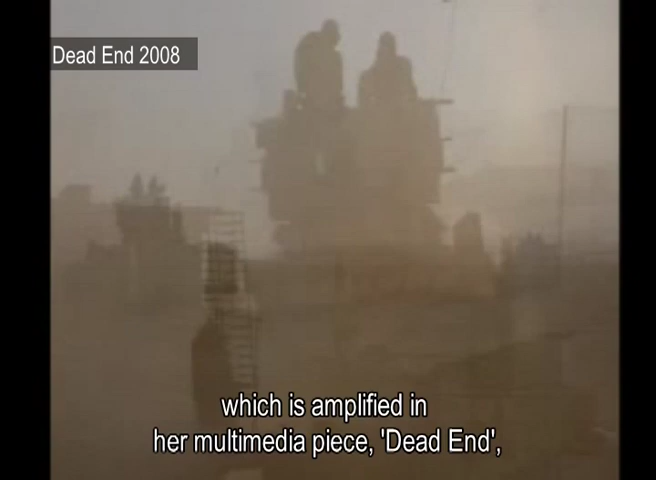 Dead End 2008
which is amplified in
her multimedia piece, 'Dead End',